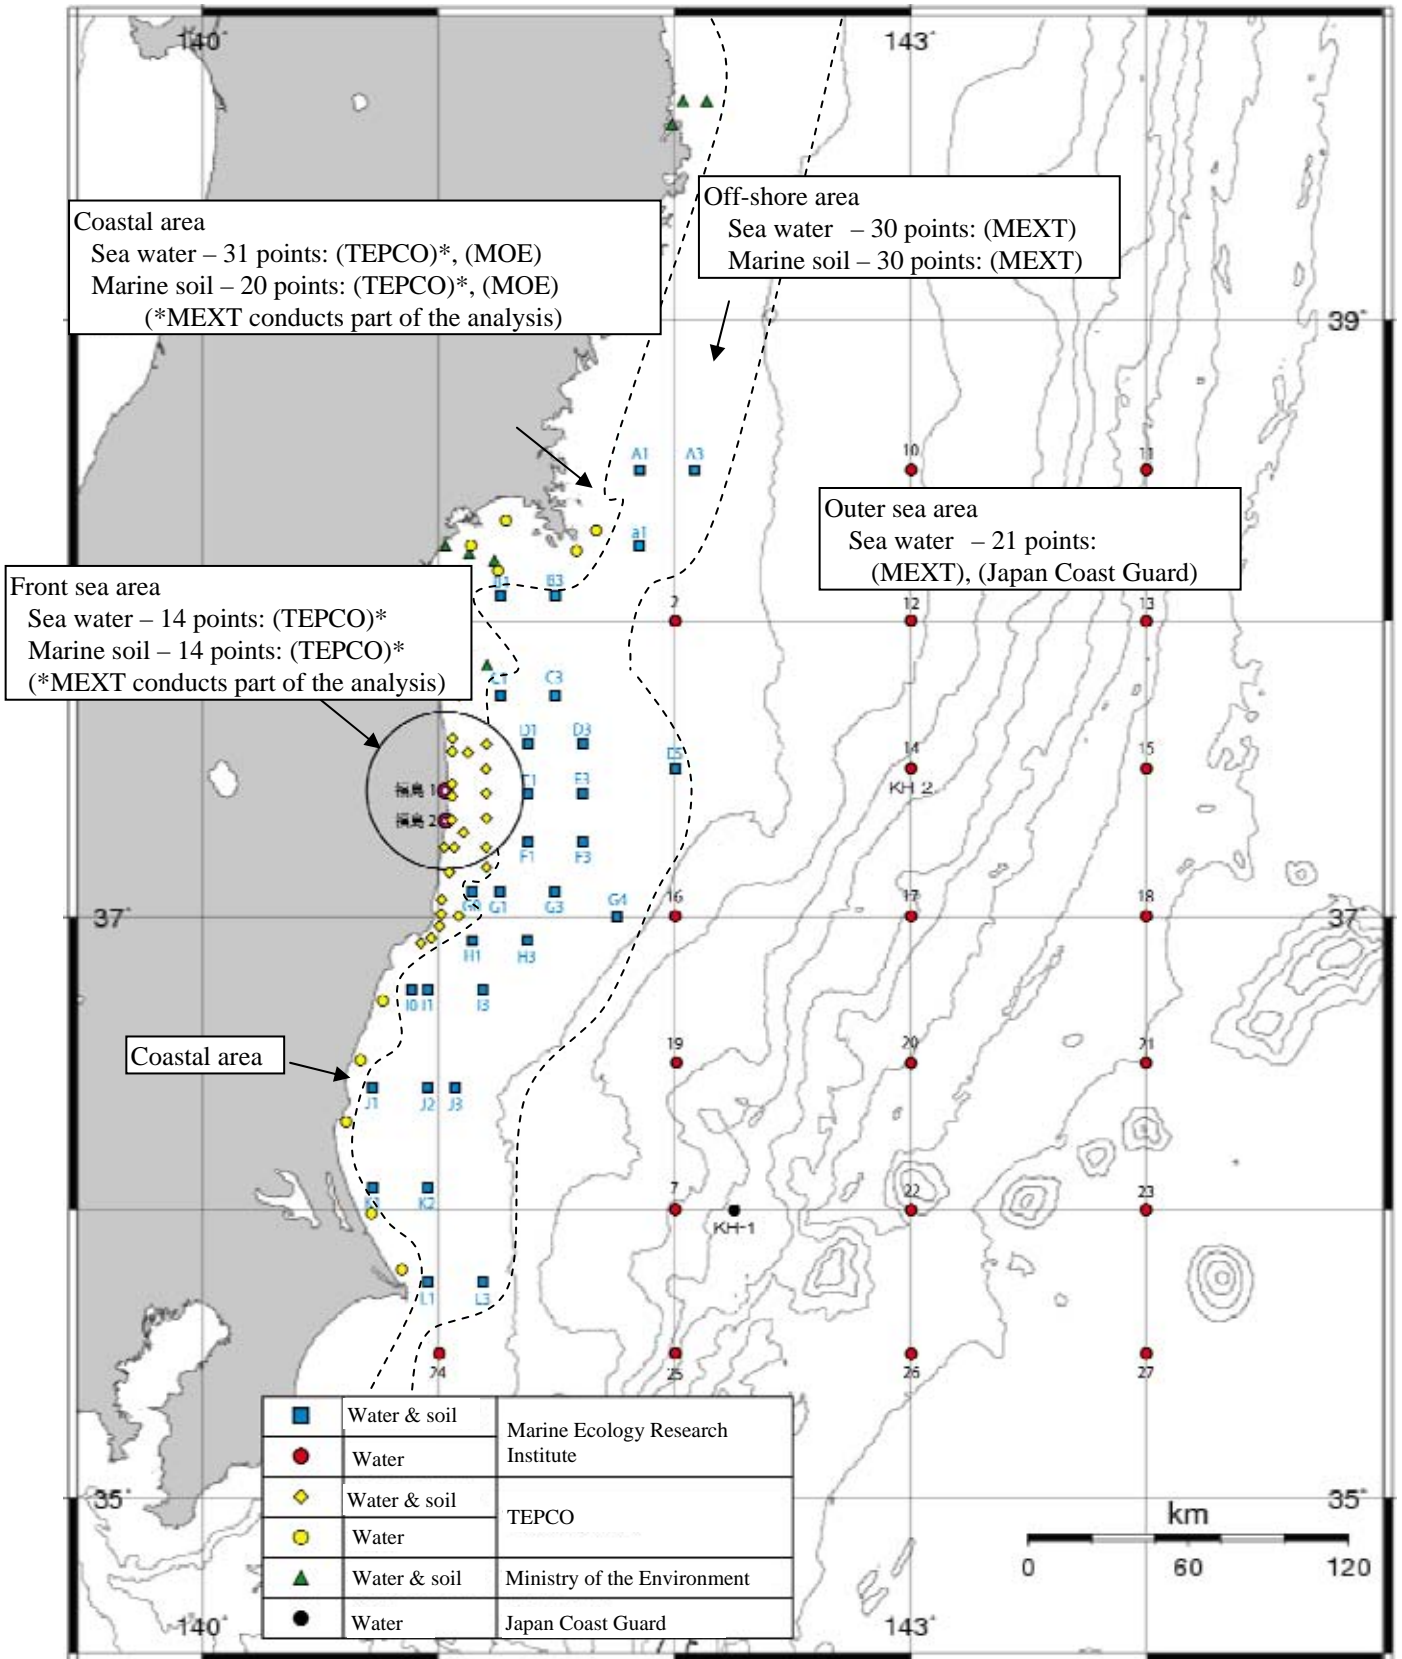 140°
143°
Coastal area
Sea water – 31 points: (TEPCO)*, (MOE)
Marine soil – 20 points: (TEPCO)*, (MOE)
(*MEXT conducts part of the analysis)
Off-shore area
Sea water – 30 points: (MEXT)
Marine soil – 30 points: (MEXT)
39°
A1 A3 10 11
Outer sea area
Sea water – 21 points:
(MEXT), (Japan Coast Guard)
a1
Front sea area
Sea water – 14 points: (TEPCO)*
Marine soil – 14 points: (TEPCO)*
(*MEXT conducts part of the analysis)
B3
2 12 13
C3
D1 D3
14 15
KH 2
福島 1
福島 2
F1 F3
G1 G3 G4 16 17 18
37° 37°
H1 H3
I0 I1 I3
19 20 21
Coastal area
J1 J2 J3
K2 7 22 23
KH-1
L1 L3
24 25 26 27
Water & soil
Marine Ecology Research
Institute
Water
Water & soil
TEPCO
Water
Water & soil Ministry of the Environment
Water Japan Coast Guard
35° 35°
km
0 60 120
140° 143°